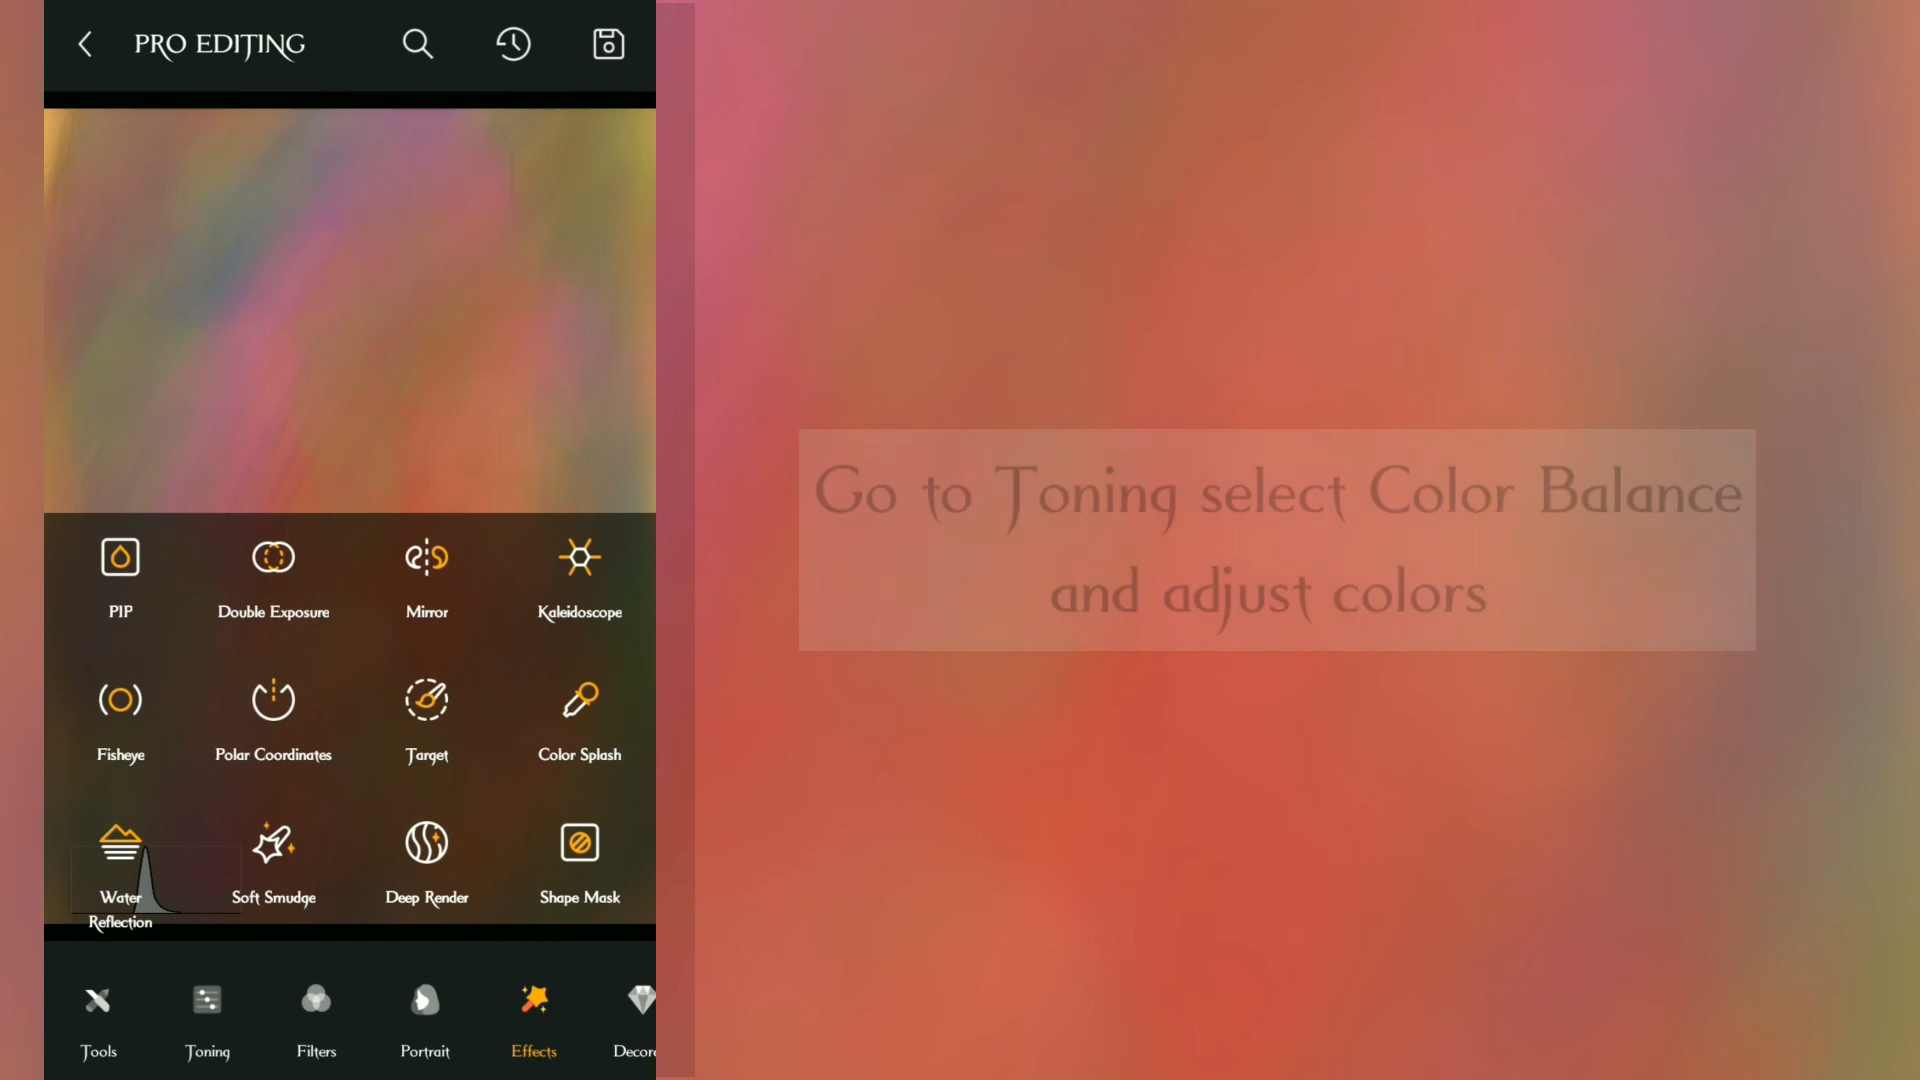 PRO EDITING
Go to Toning select Color Balance
and adjust colors
PIP
Double Exposure
Mirror
Kaleidoscope
Fisheye
Polar Coordinates
Target
Color Splash
Water
Reflection
Soft Smudge
Deep Render
Shape Mask
Tools
Toning
Filters
Portrait
Effects
Decor